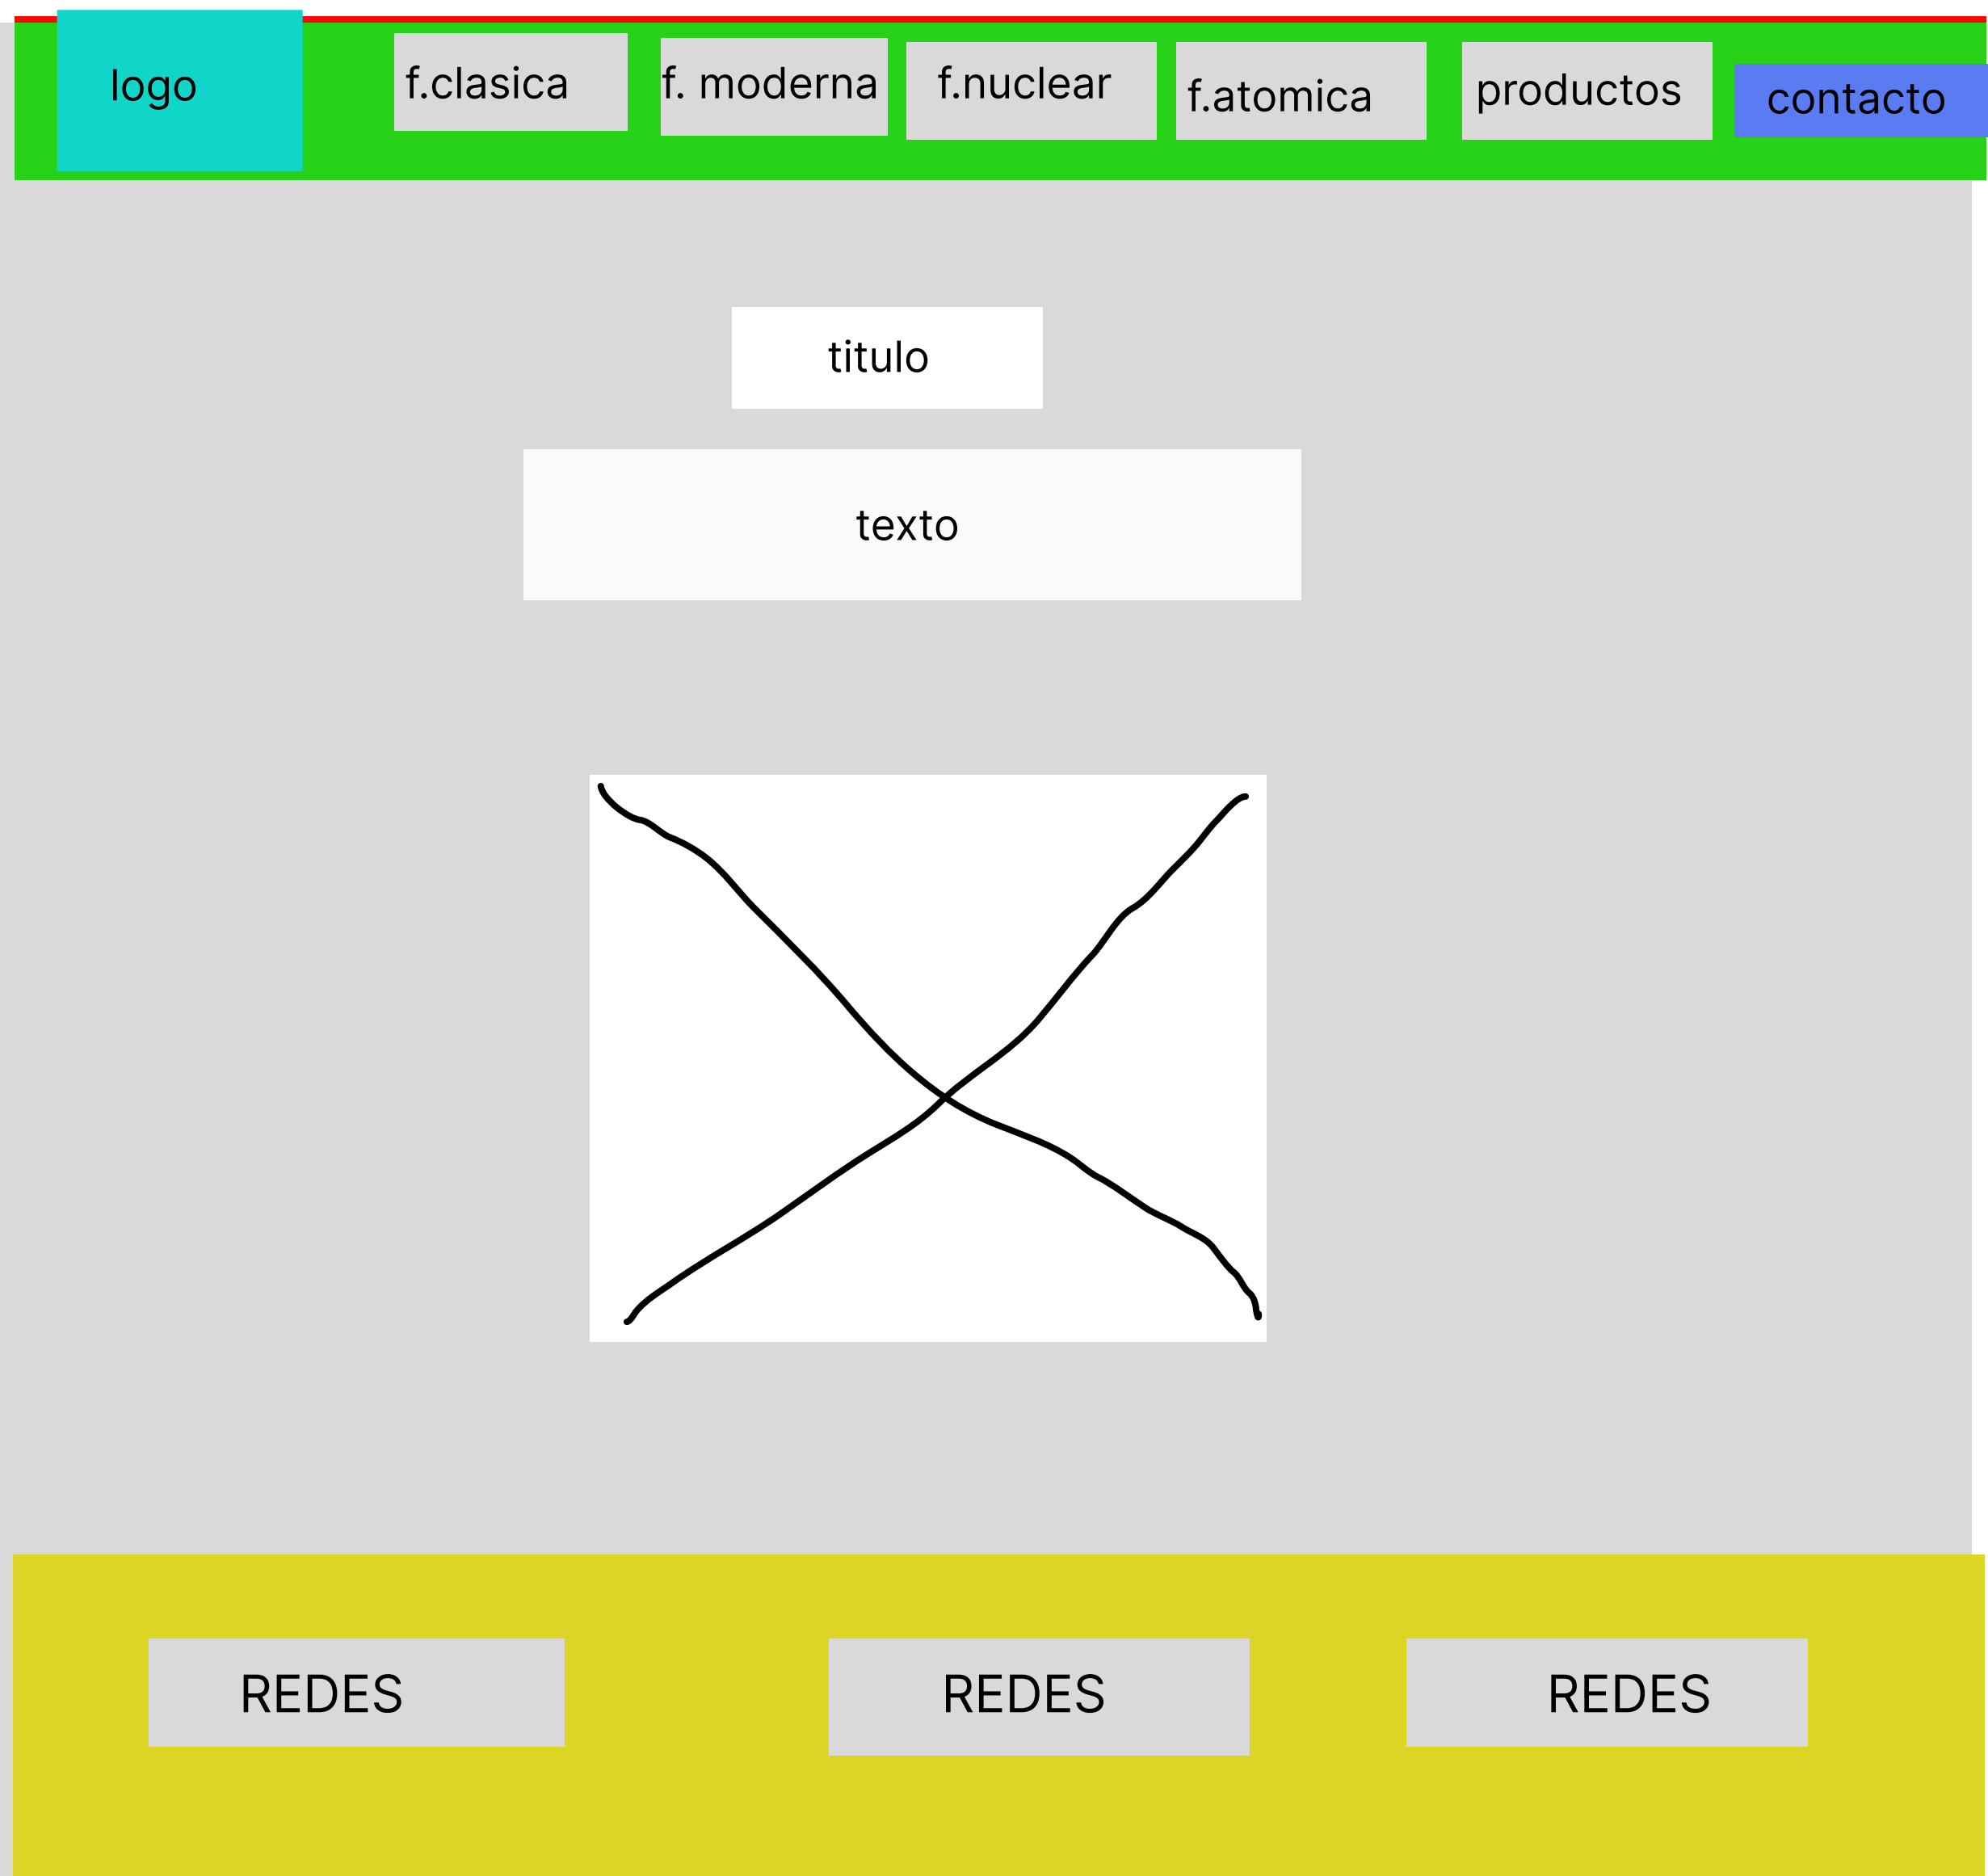 logo
f.clasica
f. moderna
f.nuclear
f.atomica
productos
contacto
titulo
texto
REDES
REDES
REDES